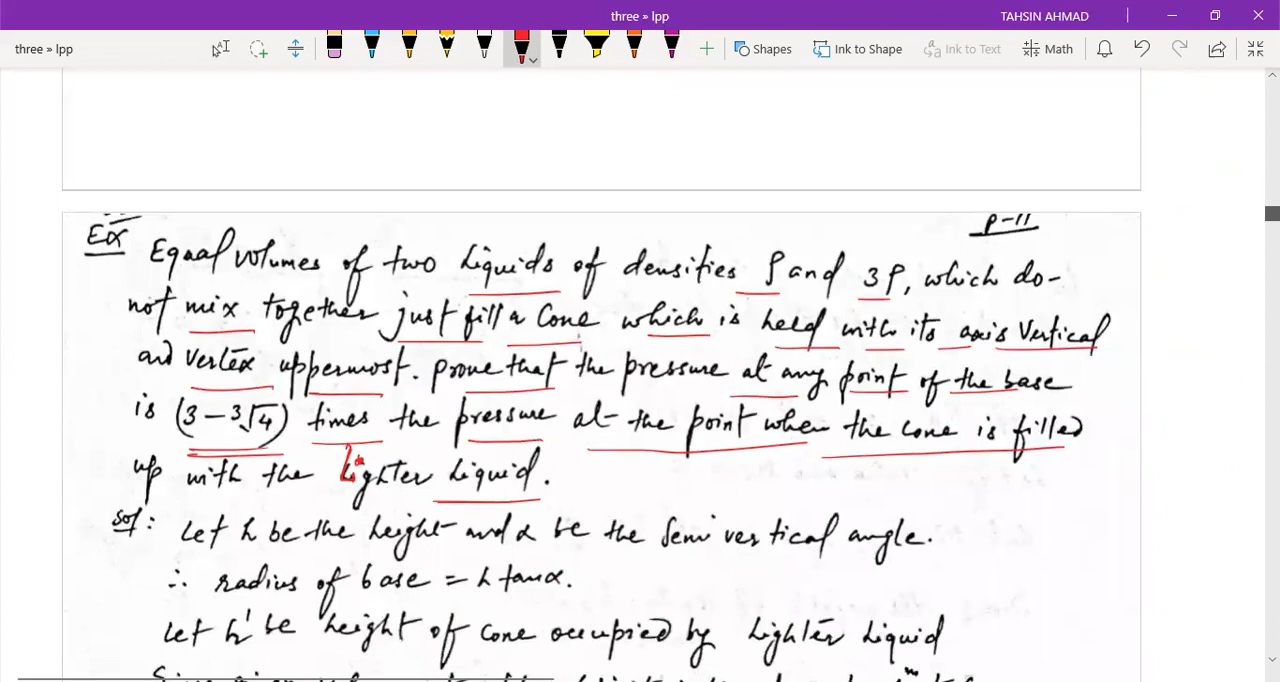 three » lpp
TAHSIN AHMAD
three » lpp
Shapes
Ink to Shape
Ink to Text
Math
p-11
Ex Equal volumes of two Liquids of densities ρ and 3ρ, which do-
not mix together just fill a Cone which is held with its axis vertical
and vertex uppermost. prove that the pressure at any point of the base
is (3-³√4) times the pressure at the point when the cone is filled
up with the Lighter Liquid.
Sol: Let h be the height and α be the semi vertical angle.
∴ radius of base = h tanα.
Let h' be height of cone occupied by Lighter Liquid